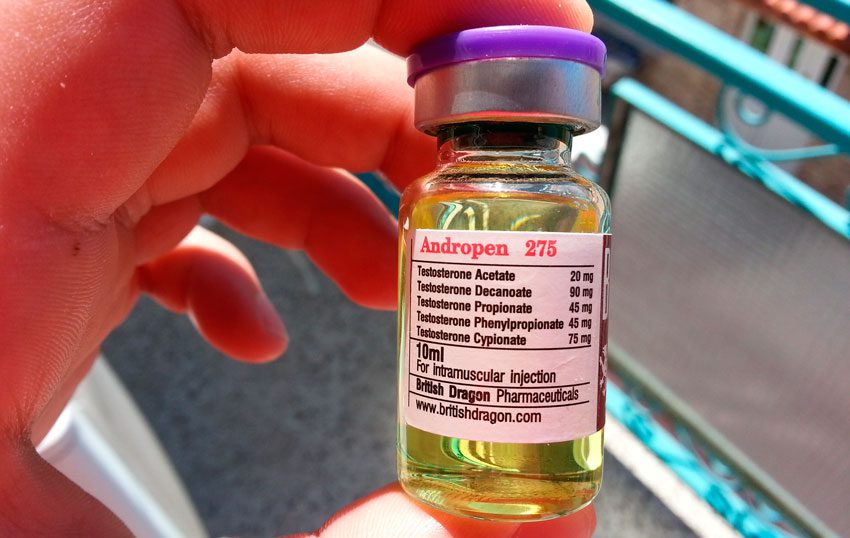 Andropen 275
Testosterone Acetate 20 mg
Testosterone Decanoate 90 mg
Testosterone Propionate 45 mg
Testosterone Phenylpropionate 45 mg
Testosterone Cypionate 75 mg
10ml
For intramuscular injection
British Dragon Pharmaceuticals
www.britishdragon.com